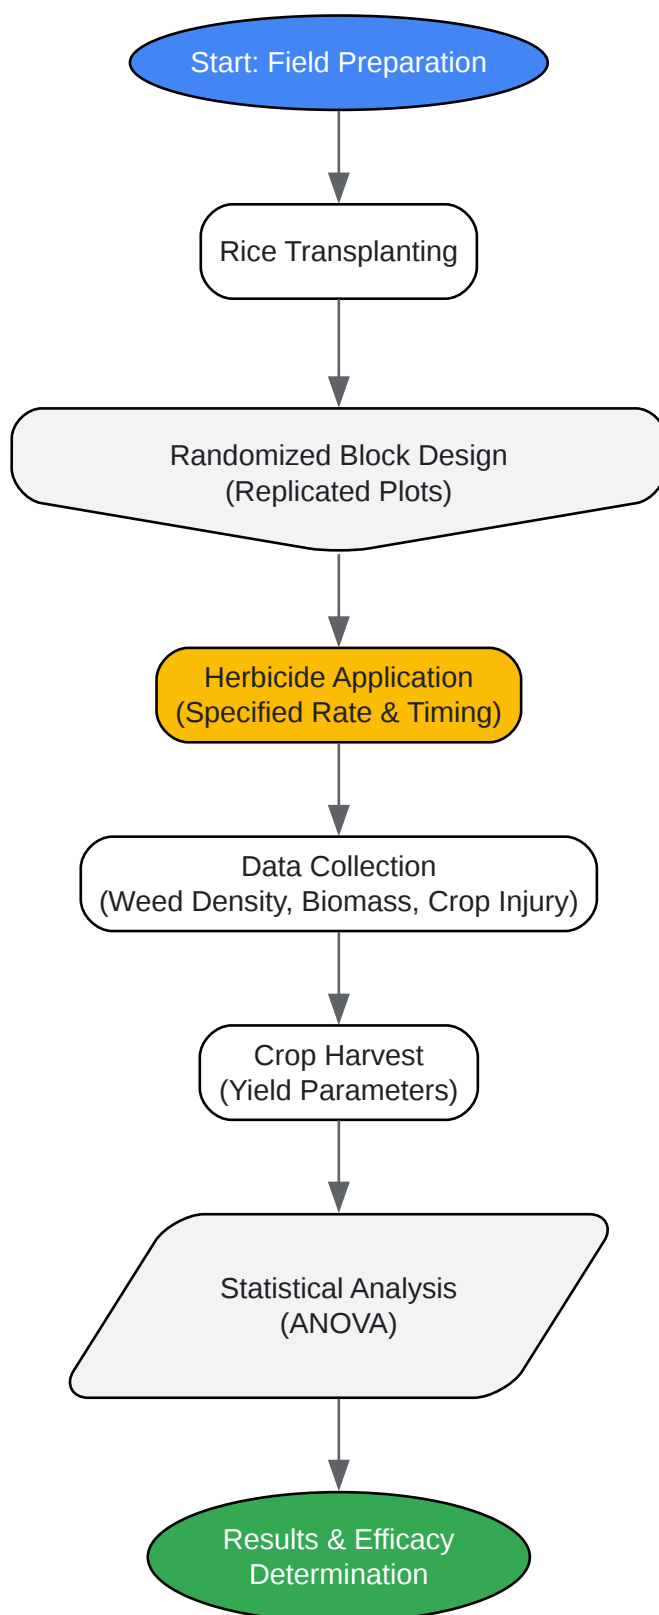 Start: Field Preparation
Rice Transplanting
Randomized Block Design
(Replicated Plots)
Herbicide Application
(Specified Rate & Timing)
Data Collection
(Weed Density, Biomass, Crop Injury)
Crop Harvest
(Yield Parameters)
Statistical Analysis
(ANOVA)
Results & Efficacy
Determination